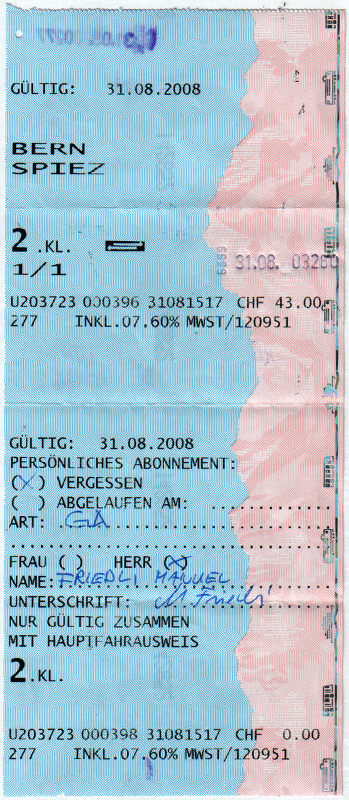 GÜLTIG: 31.08.2008
BERN
SPIEZ
2.KL.
1/1
31.08.
U203723 000396 31081517 CHF 43.00
277 INKL.07.60% MWST/120951
GÜLTIG: 31.08.2008
PERSÖNLICHES ABONNEMENT:
(X) VERGESSEN
( ) ABGELAUFEN AM: ................
ART: .GA................
FRAU ( ) HERR (X)
NAME: FRIEDLI MANUEL
UNTERSCHRIFT: M. Friedli
NUR GÜLTIG ZUSAMMEN
MIT HAUPTFAHRAUSWEIS
2.KL.
U203723 000398 31081517 CHF 0.00
277 INKL.07.60% MWST/120951